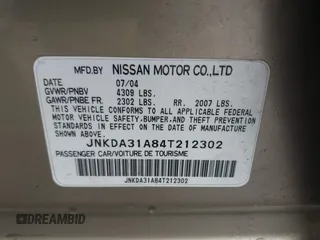 MFD.BY NISSAN MOTOR CO.,LTD
DATE 07/04
GVWR/PNBV 4309 LBS.
GAWR/PNBE FR. 2302 LBS. RR. 2007 LBS.
THIS VEHICLE CONFORMS TO ALL APPLICABLE FEDERAL
MOTOR VEHICLE SAFETY,BUMPER,AND THEFT PREVENTION
STANDARDS IN EFFECT ON THE DATE OF MANUFACTURE
SHOWN ABOVE.
JNKDA31A84T212302
PASSENGER CAR/VOITURE DE TOURISME
JNKDA31A84T212302
DREAMBID